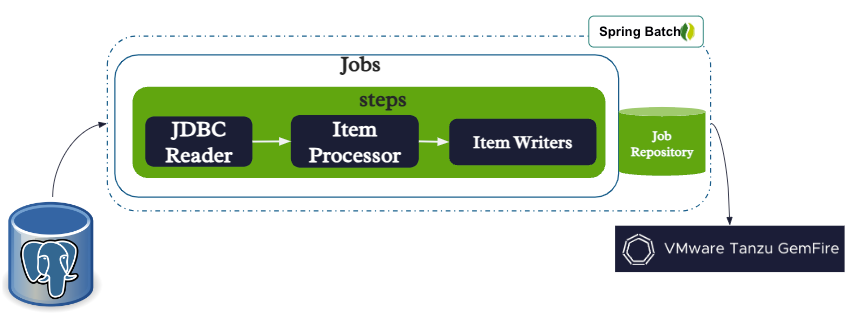 Spring Batch
Jobs
steps
JDBC
Reader
Item
Processor
Item Writers
Job
Repository
VMware Tanzu GemFire